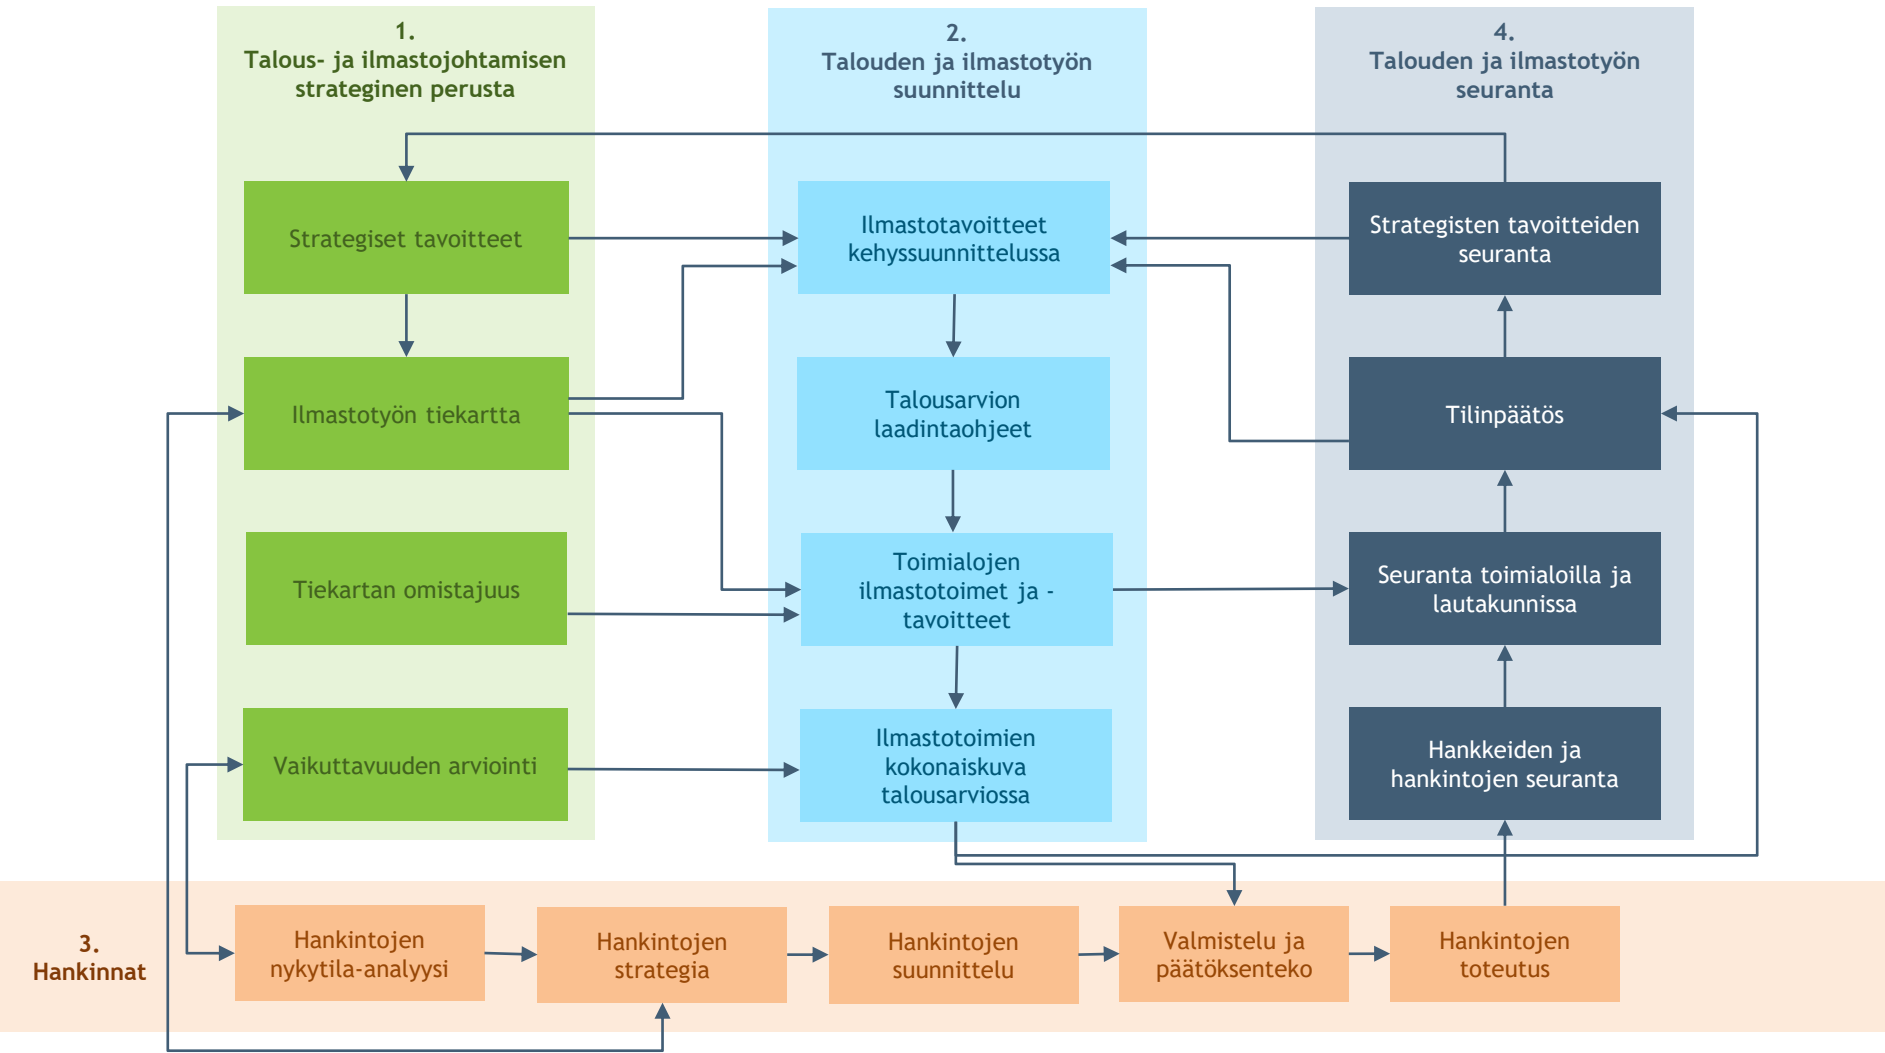 1.
Talous- ja ilmastojohtamisen
strateginen perusta
Strategiset tavoitteet
Ilmastotyön tiekartta
Tiekartan omistajuus
Vaikuttavuuden arviointi
2.
Talouden ja ilmastotyön
suunnittelu
Ilmastotavoitteet
kehyssuunnittelussa
Talousarvion
laadintaohjeet
Toimialojen
ilmastotoimet ja -
tavoitteet
Ilmastotoimien
kokonaiskuva
talousarviossa
4.
Talouden ja ilmastotyön
seuranta
Strategisten tavoitteiden
seuranta
Tilinpäätös
Seuranta toimialoilla ja
lautakunnissa
Hankkeiden ja
hankintojen seuranta
3.
Hankinnat
Hankintojen
nykytila-analyysi
Hankintojen
strategia
Hankintojen
suunnittelu
Valmistelu ja
päätöksenteko
Hankintojen
toteutus